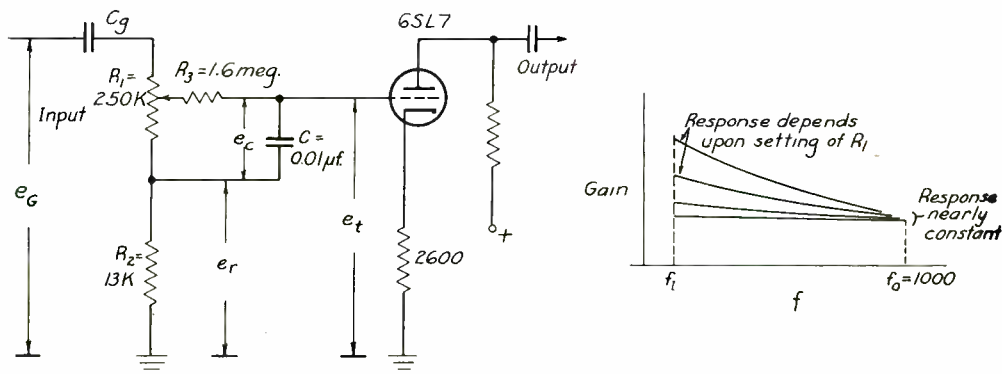 Cg
6SL7
R1=
250K
R3=1.6meg.
Output
Input
ec
C=
0.01μf.
eG
et
R2=
13K
er
2600
+
Response depends
upon setting of R1
Gain
Response
nearly
constant
f1
fo=1000
f